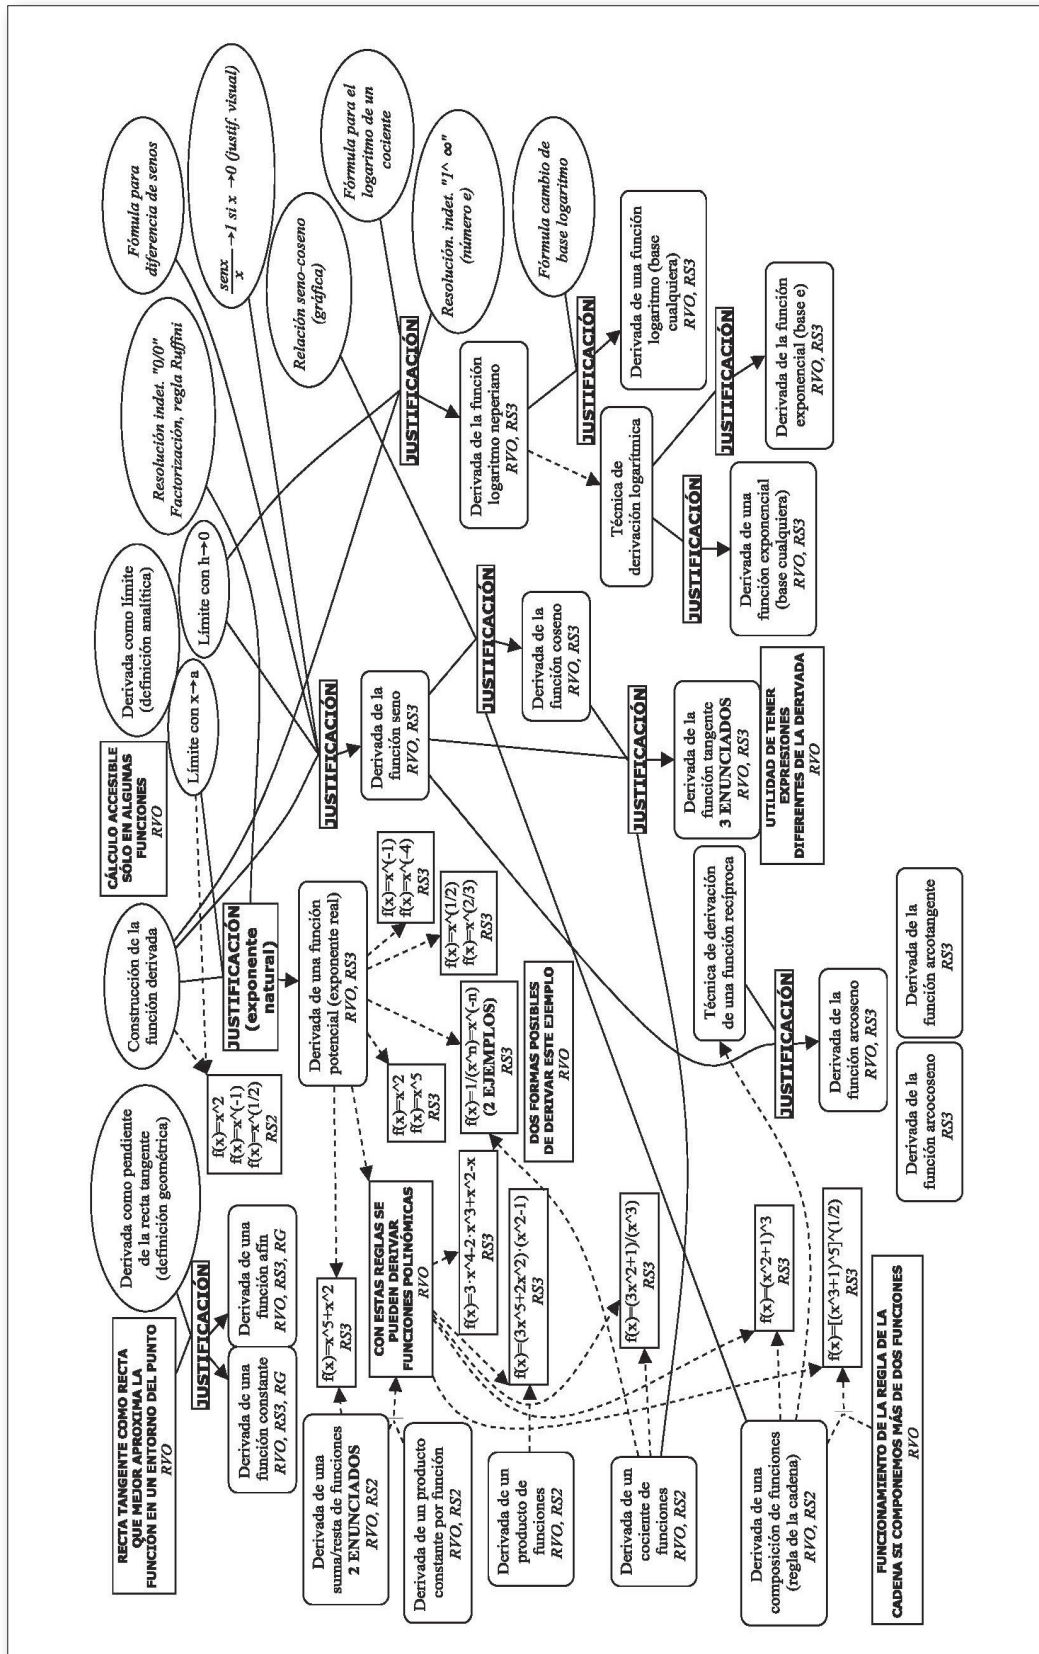 RECTA TANGENTE COMO RECTA
QUE MEJOR APROXIMA LA
FUNCIÓN EN UN ENTORNO DEL PUNTO
RVO
Derivada como pendiente
de la recta tangente
(definición geométrica)
Construcción de la
función derivada
CÁLCULO ACCESIBLE
SÓLO EN ALGUNAS
FUNCIONES
RVO
Derivada como límite
(definición analítica)
Límite con x→a
Límite con h→0
Resolución indet. "0/0"
Factorización, regla Ruffini
Fómula para
diferencia de senos
senx
x
→1 si x →0 (justif. visual)
Relación seno-coseno
(gráfica)
Fórmula para el
logaritmo de un
cociente
Resolución. indet. "1^ ∞"
(número e)
Fórmula cambio de
base logaritmo
JUSTIFICACIÓN
Derivada de una
función constante
RVO, RS3, RG
Derivada de una
función afín
RVO, RS3, RG
f(x)=x^2
f(x)=x^(-1)
f(x)=x^(1/2)
RS2
JUSTIFICACIÓN
(exponente
natural)
Derivada de una función
potencial (exponente real)
RVO, RS3
f(x)=x^5+x^2
RS3
f(x)=x^2
f(x)=x^5
RS3
f(x)=x^(-1)
f(x)=x^(-4)
RS3
f(x)=x^(1/2)
f(x)=x^(2/3)
RS3
f(x)=1/(x^n)=x^(-n)
(2 EJEMPLOS)
RS3
DOS FORMAS POSIBLES
DE DERIVAR ESTE EJEMPLO
RVO
Derivada de una
suma/resta de funciones
2 ENUNCIADOS
RVO, RS2
Derivada de un producto
constante por función
RVO, RS2
CON ESTAS REGLAS SE
PUEDEN DERIVAR
FUNCIONES POLINÓMICAS
RVO
f(x)=3·x^4-2·x^3+x^2-x
RS3
Derivada de un
producto de
funciones
RVO, RS2
f(x)=(3x^5+2x^2)·(x^2-1)
RS3
Derivada de un
cociente de
funciones
RVO, RS2
f(x)=(3x^2+1)/(x^3)
RS3
Derivada de una
composición de funciones
(regla de la cadena)
RVO, RS2
f(x)=(x^2+1)^3
RS3
f(x)=[(x^3+1)^5]^(1/2)
RS3
FUNCIONAMIENTO DE LA REGLA DE LA
CADENA SI COMPONEMOS MÁS DE DOS FUNCIONES
RVO
JUSTIFICACIÓN
Derivada de la
función seno
RVO, RS3
JUSTIFICACIÓN
Derivada de la
función coseno
RVO, RS3
JUSTIFICACIÓN
Derivada de la
función tangente
3 ENUNCIADOS
RVO, RS3
UTILIDAD DE TENER
EXPRESIONES
DIFERENTES DE LA DERIVADA
RVO
Técnica de derivación
de una función recíproca
JUSTIFICACIÓN
Derivada de la
función arcoseno
RVO, RS3
Derivada de la
función arcocoseno
RS3
Derivada de la
función arcotangente
RS3
JUSTIFICACIÓN
Derivada de la función
logaritmo neperiano
RVO, RS3
JUSTIFICACIÓN
Derivada de una función
logaritmo (base
cualquiera)
RVO, RS3
Técnica de
derivación logarítmica
JUSTIFICACIÓN
Derivada de una
función exponencial
(base cualquiera)
RVO, RS3
JUSTIFICACIÓN
Derivada de la función
exponencial (base e)
RVO, RS3